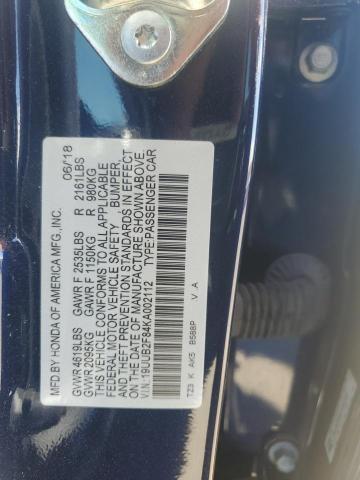 MFD BY HONDA OF AMERICA MFG.,INC. 06/18
GVWR 4619LBS GAWR F 2535LBS R 2161LBS
GVWR 2095KG GAWR F 1150KG R 980KG
THIS VEHICLE CONFORMS TO ALL APPLICABLE
FEDERAL MOTOR VEHICLE SAFETY, BUMPER,
AND THEFT PREVENTION STANDARDS IN EFFECT
ON THE DATE OF MANUFACTURE SHOWN ABOVE.
V.I.N.:19UUB2F84KA002112 TYPE:PASSENGER CAR
TZ3 K AK5 B588P V .A